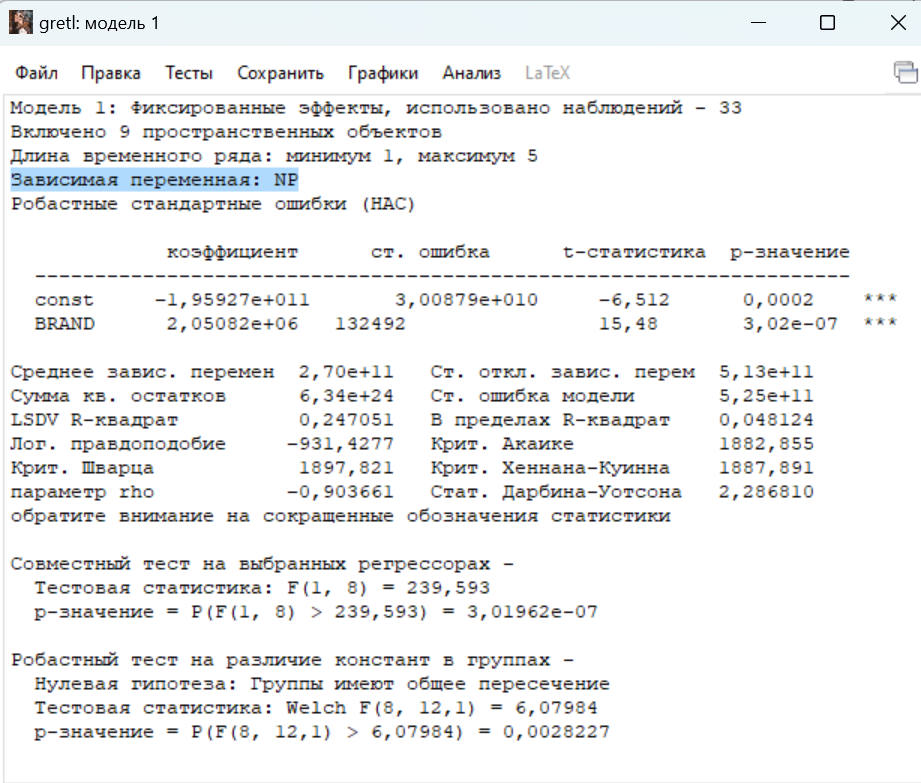 gretl: модель 1
Файл Правка Тесты Сохранить Графики Анализ LaTeX
Модель 1: Фиксированные эффекты, использовано наблюдений - 33
Включено 9 пространственных объектов
Длина временного ряда: минимум 1, максимум 5
Зависимая переменная: NP
Робастные стандартные ошибки (HAC)
коэффициент ст. ошибка t-статистика p-значение
---------------------------------------------------------------------
const -1,95927e+011 3,00879e+010 -6,512 0,0002 ***
BRAND 2,05082e+06 132492 15,48 3,02e-07 ***
Среднее завис. перемен 2,70e+11 Ст. откл. завис. перем 5,13e+11
Сумма кв. остатков 6,34e+24 Ст. ошибка модели 5,25e+11
LSDV R-квадрат 0,247051 В пределах R-квадрат 0,048124
Лог. правдоподобие -931,4277 Крит. Акаике 1882,855
Крит. Шварца 1897,821 Крит. Хеннана-Куинна 1887,891
параметр rho -0,903661 Стат. Дарбина-Уотсона 2,286810
обратите внимание на сокращенные обозначения статистики
Совместный тест на выбранных регрессорах -
Тестовая статистика: F(1, 8) = 239,593
p-значение = P(F(1, 8) > 239,593) = 3,01962e-07
Робастный тест на различие констант в группах -
Нулевая гипотеза: Группы имеют общее пересечение
Тестовая статистика: Welch F(8, 12,1) = 6,07984
p-значение = P(F(8, 12,1) > 6,07984) = 0,0028227